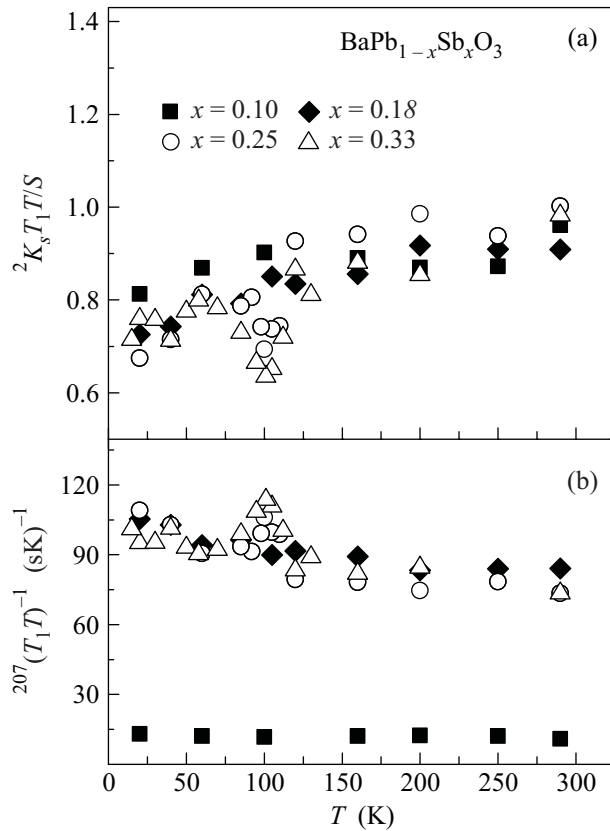 1.4
(a)
BaPb1−xSbxO3
1.2
x = 0.10
x = 0.18
x = 0.25
x = 0.33
1.0
0.8
0.6
2KsT1T/S
(b)
120
90
60
30
207(T1T)−1 (sK)−1
0 50 100 150 200 250 300
T (K)